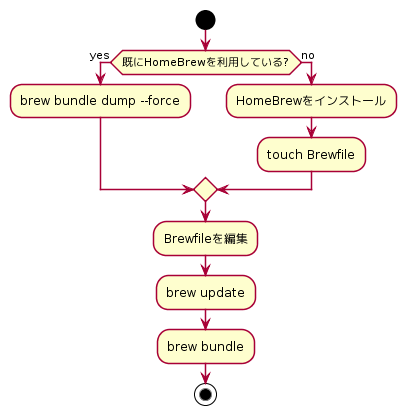 既にHomeBrewを利用している?
yes
no
brew bundle dump --force
HomeBrewをインストール
touch Brewfile
Brewfileを編集
brew update
brew bundle